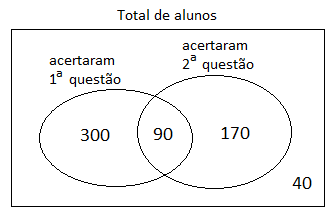 Total de alunos
acertaram
1ª questão
acertaram
2ª questão
300
90
170
40